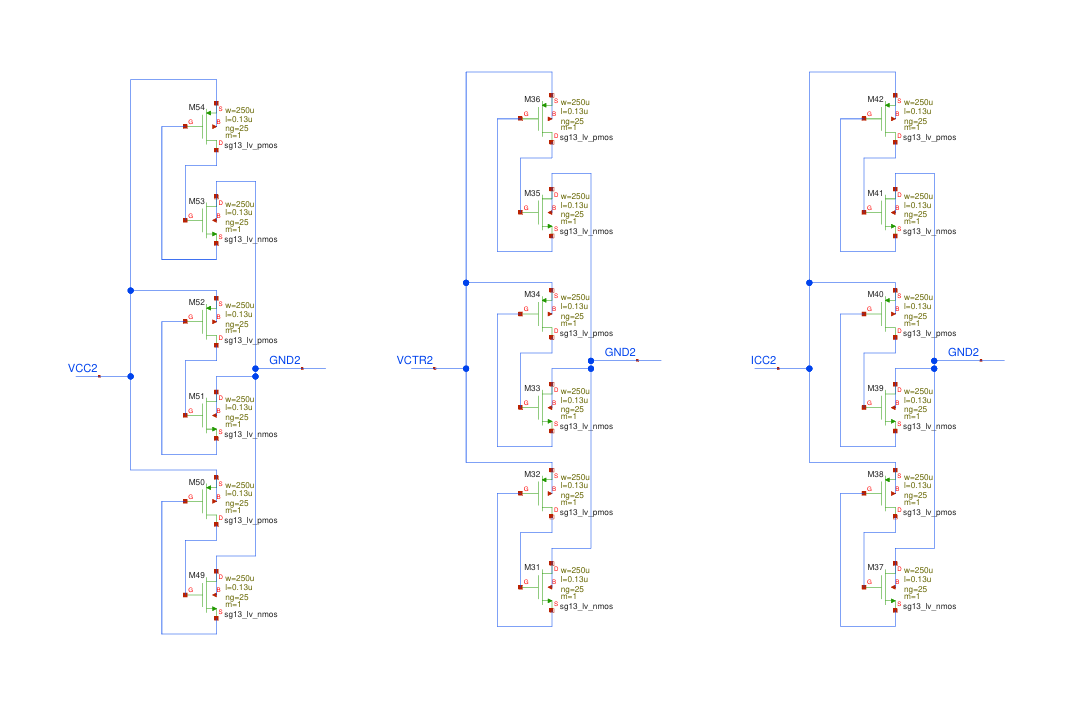 M54
S
w=250u
l=0.13u
G
B
ng=25
m=1
D
sg13_lv_pmos
M53
D
w=250u
l=0.13u
G
B
ng=25
m=1
S
sg13_lv_nmos
M52
S
w=250u
l=0.13u
G
B
ng=25
m=1
D
sg13_lv_pmos
VCC2
GND2
M51
D
w=250u
l=0.13u
G
B
ng=25
m=1
S
sg13_lv_nmos
M50
S
w=250u
l=0.13u
G
B
ng=25
m=1
D
sg13_lv_pmos
M49
D
w=250u
l=0.13u
G
B
ng=25
m=1
S
sg13_lv_nmos
M36
S
w=250u
l=0.13u
G
B
ng=25
m=1
D
sg13_lv_pmos
M35
D
w=250u
l=0.13u
G
B
ng=25
m=1
S
sg13_lv_nmos
M34
S
w=250u
l=0.13u
G
B
ng=25
m=1
D
sg13_lv_pmos
VCTR2
GND2
M33
D
w=250u
l=0.13u
G
B
ng=25
m=1
S
sg13_lv_nmos
M32
S
w=250u
l=0.13u
G
B
ng=25
m=1
D
sg13_lv_pmos
M31
D
w=250u
l=0.13u
G
B
ng=25
m=1
S
sg13_lv_nmos
M42
S
w=250u
l=0.13u
G
B
ng=25
m=1
D
sg13_lv_pmos
M41
D
w=250u
l=0.13u
G
B
ng=25
m=1
S
sg13_lv_nmos
M40
S
w=250u
l=0.13u
G
B
ng=25
m=1
D
sg13_lv_pmos
ICC2
GND2
M39
D
w=250u
l=0.13u
G
B
ng=25
m=1
S
sg13_lv_nmos
M38
S
w=250u
l=0.13u
G
B
ng=25
m=1
D
sg13_lv_pmos
M37
D
w=250u
l=0.13u
G
B
ng=25
m=1
S
sg13_lv_nmos